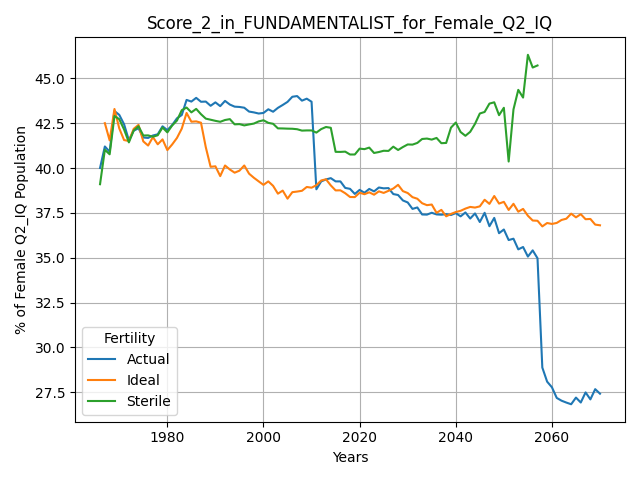 Score_2_in_FUNDAMENTALIST_for_Female_Q2_IQ
% of Female Q2_IQ Population
45.0
42.5
40.0
37.5
35.0
32.5
30.0
27.5
Fertility
Actual
Ideal
Sterile
1980 2000 2020 2040 2060
Years